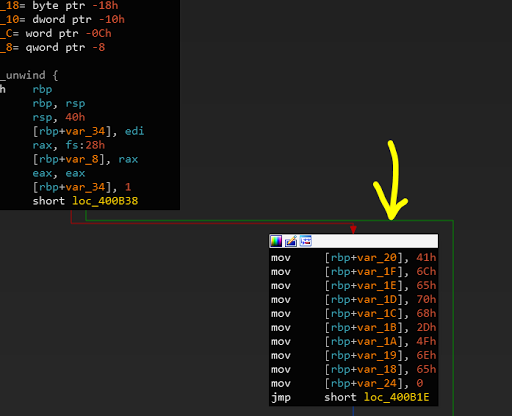 _18= byte ptr -18h
_10= dword ptr -10h
_C= word ptr -0Ch
_8= qword ptr -8
_unwind {
h rbp
rbp, rsp
rsp, 40h
[rbp+var_34], edi
rax, fs:28h
[rbp+var_8], rax
eax, eax
[rbp+var_34], 1
short loc_400B38
mov [rbp+var_20], 41h
mov [rbp+var_1F], 6Ch
mov [rbp+var_1E], 65h
mov [rbp+var_1D], 70h
mov [rbp+var_1C], 68h
mov [rbp+var_1B], 2Dh
mov [rbp+var_1A], 4Fh
mov [rbp+var_19], 6Eh
mov [rbp+var_18], 65h
mov [rbp+var_24], 0
jmp short loc_400B1E